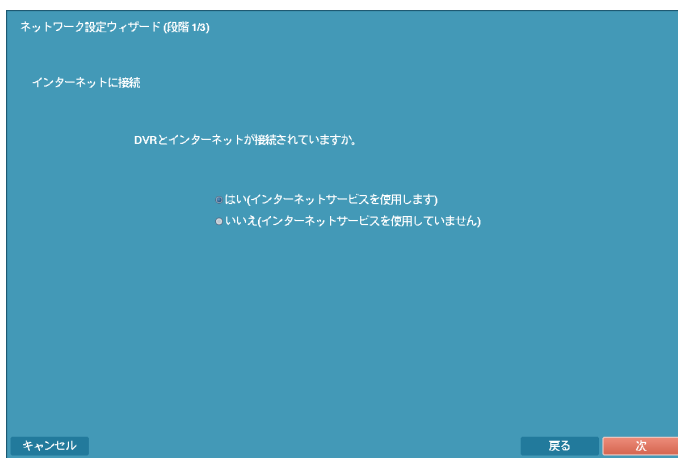 ネットワーク設定ウィザード (段階 1/3)
インターネットに接続
DVRとインターネットが接続されていますか。
はい(インターネットサービスを使用します)
いいえ(インターネットサービスを使用していません)
キャンセル 戻る 次